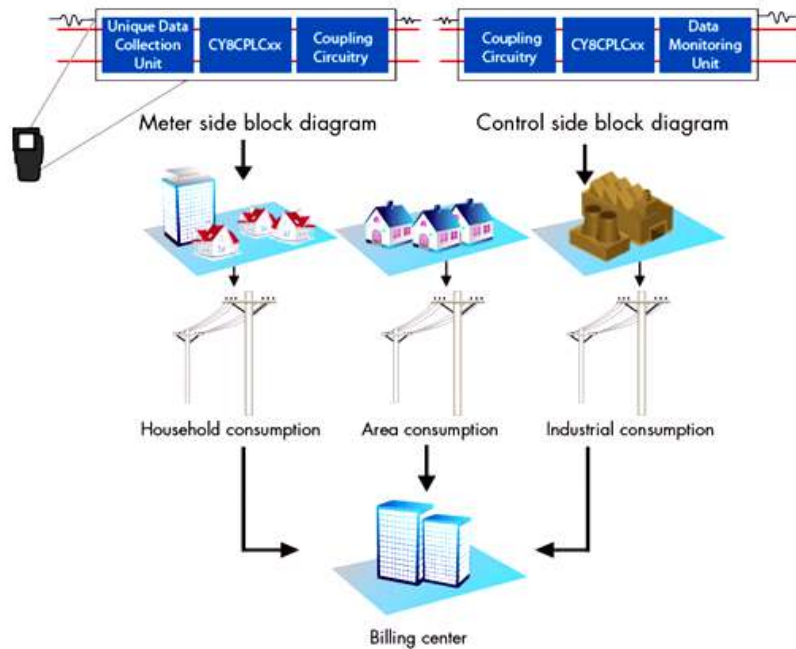 Unique Data
Collection
Unit
CY8CPLCxx
Coupling
Circuitry
Coupling
Circuitry
CY8CPLCxx
Data
Monitoring
Unit
Meter side block diagram
Control side block diagram
Household consumption
Area consumption
Industrial consumption
Billing center